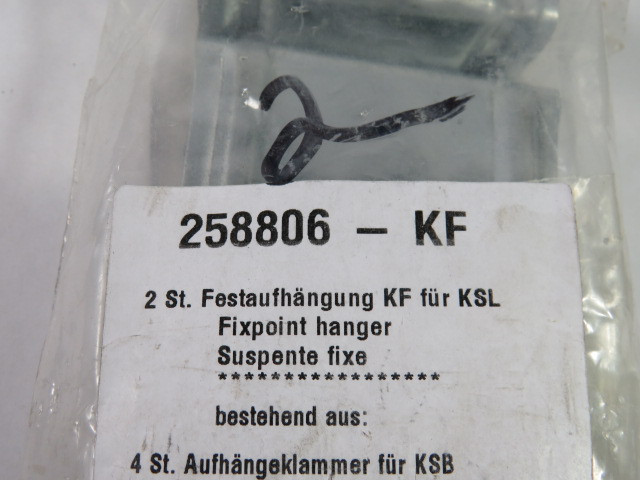 2
258806 – KF
2 St. Festaufhängung KF für KSL
Fixpoint hanger
Suspente fixe
*****************
bestehend aus:
4 St. Aufhängeklammer für KSB